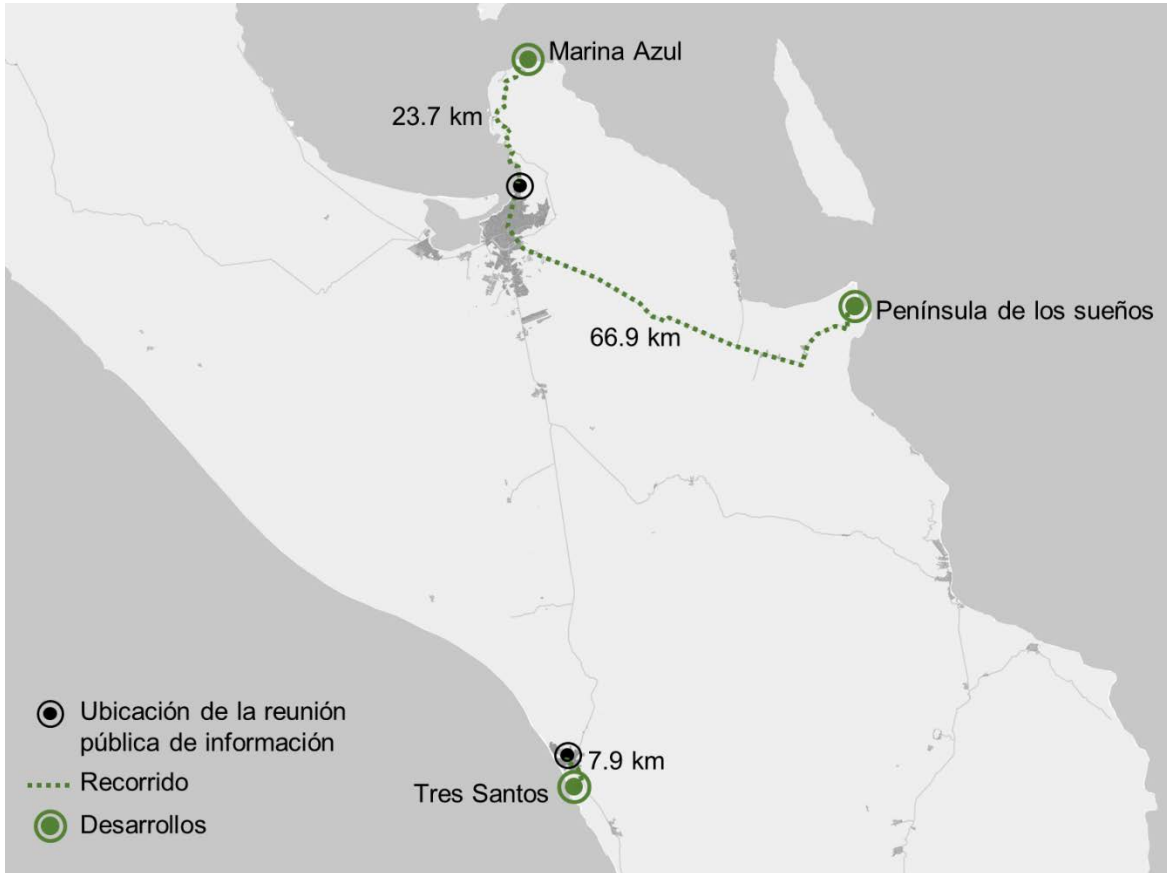 Marina Azul
23.7 km
Península de los sueños
66.9 km
7.9 km
Tres Santos
Ubicación de la reunión
pública de información
Recorrido
Desarrollos